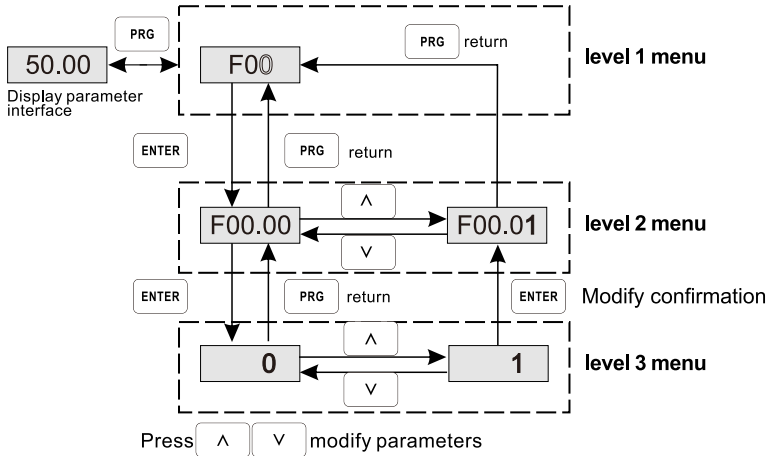 PRG
PRG return
50.00
F00
level 1 menu
Display parameter
interface
ENTER
PRG return
∧
F00.00
F00.01
level 2 menu
∨
ENTER
PRG return
ENTER Modify confirmation
∧
0
1
level 3 menu
∨
Press ∧ ∨ modify parameters